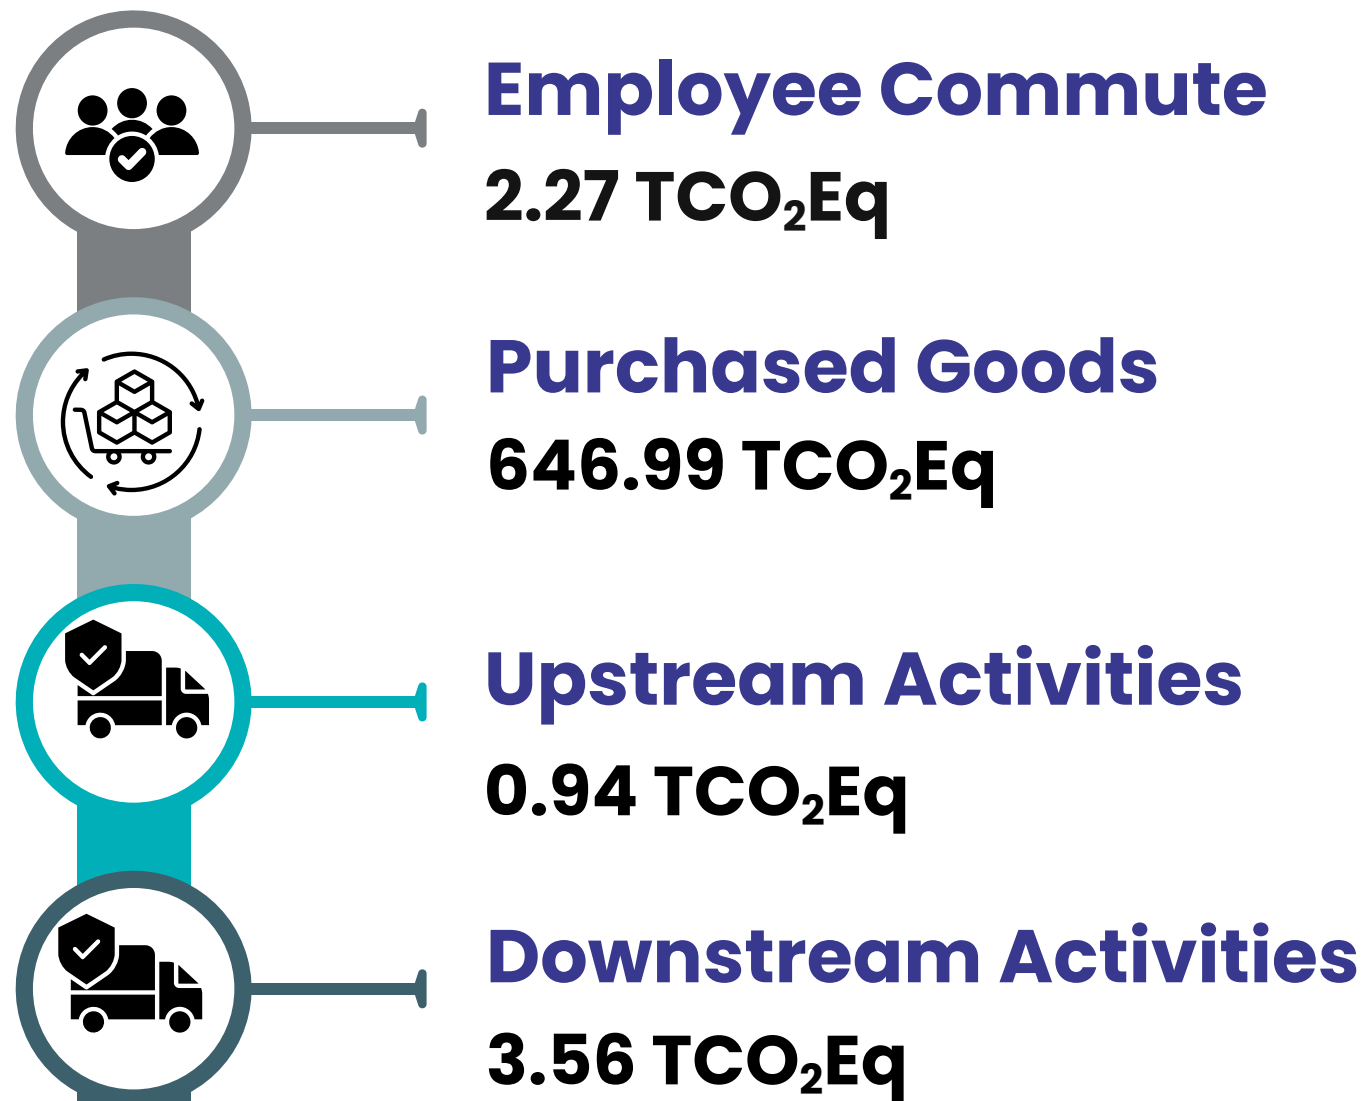 Employee Commute
2.27 TCO₂Eq
Purchased Goods
646.99 TCO₂Eq
Upstream Activities
0.94 TCO₂Eq
Downstream Activities
3.56 TCO₂Eq